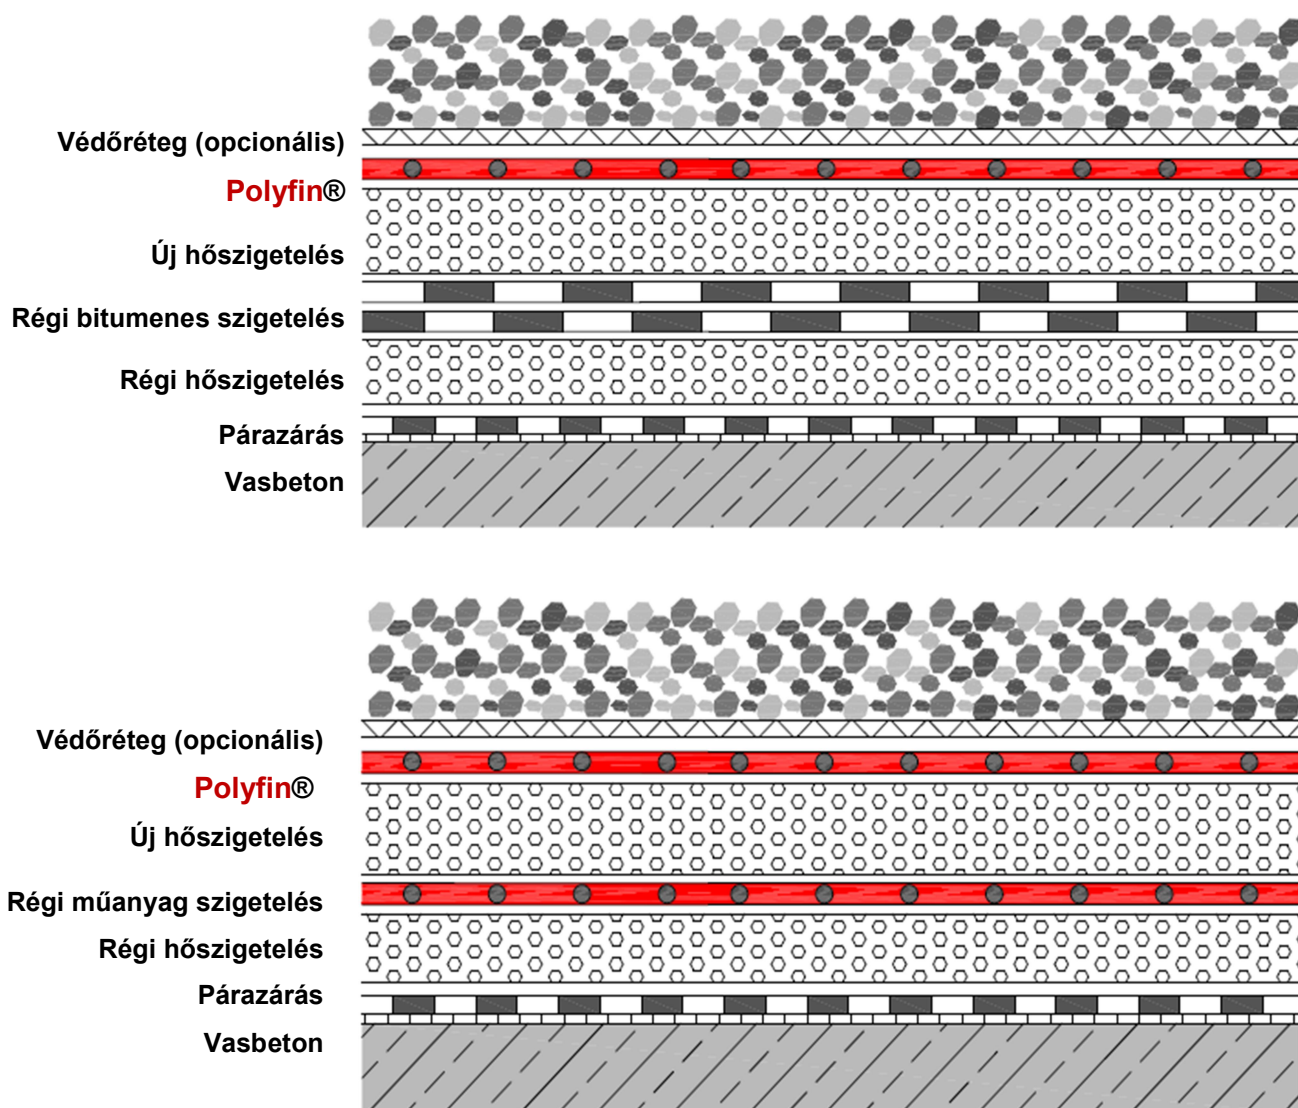 Védőréteg (opcionális)
Polyfin®
Új hőszigetelés
Régi bitumenes szigetelés
Régi hőszigetelés
Párazárás
Vasbeton
Védőréteg (opcionális)
Polyfin®
Új hőszigetelés
Régi műanyag szigetelés
Régi hőszigetelés
Párazárás
Vasbeton